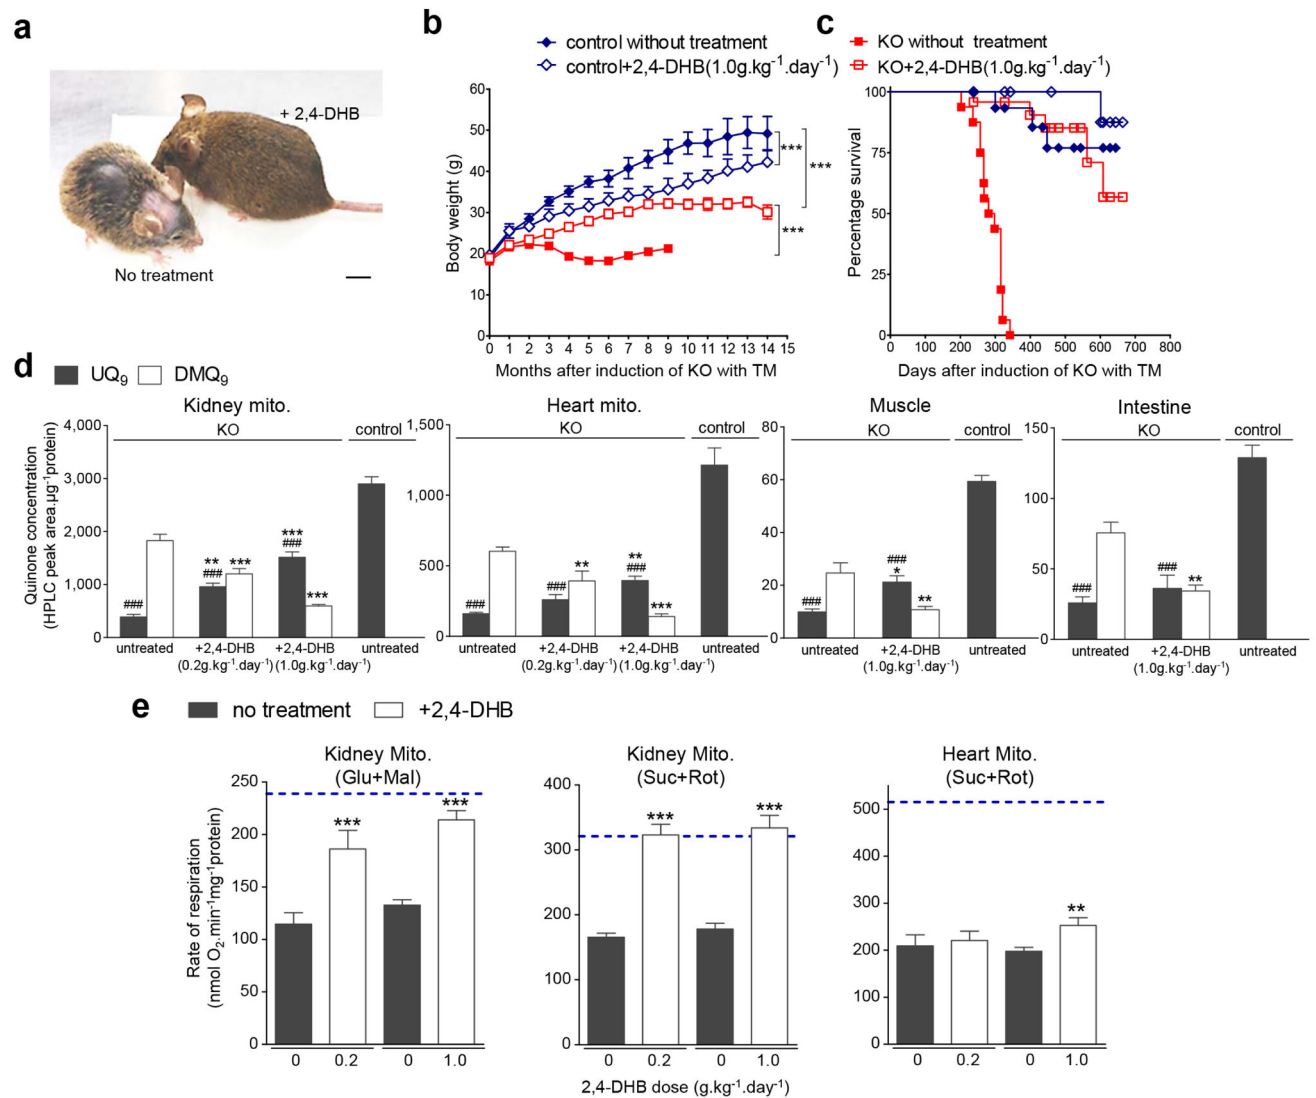 a
+ 2,4-DHB
No treatment
b
control without treatment
control+2,4-DHB(1.0g.kg⁻¹.day⁻¹)
Body weight (g)
60
50
40
30
20
10
0
***
***
***
0 1 2 3 4 5 6 7 8 9 10 11 12 13 14 15
Months after induction of KO with TM
c
KO without treatment
KO+2,4-DHB(1.0g.kg⁻¹.day⁻¹)
Percentage survival
100
75
50
25
0
0 100 200 300 400 500 600 700 800
Days after induction of KO with TM
d
UQ₉ DMQ₉
Quinone concentration
(HPLC peak area.µg⁻¹protein)
Kidney mito.
KO control
4,000
3,000
2,000
1,000
0
###
**
###
***
***
###
***
untreated +2,4-DHB +2,4-DHB untreated
(0.2g.kg⁻¹.day⁻¹) (1.0g.kg⁻¹.day⁻¹)
Heart mito.
KO control
1,500
1,000
500
0
###
###
**
**
###
***
untreated +2,4-DHB +2,4-DHB untreated
(0.2g.kg⁻¹.day⁻¹) (1.0g.kg⁻¹.day⁻¹)
Muscle
KO control
80
60
40
20
0
###
###
*
**
untreated +2,4-DHB untreated
(1.0g.kg⁻¹.day⁻¹)
Intestine
KO control
150
100
50
0
###
###
**
untreated +2,4-DHB untreated
(1.0g.kg⁻¹.day⁻¹)
e
no treatment +2,4-DHB
Rate of respiration
(nmol O₂.min⁻¹mg⁻¹protein)
Kidney Mito.
(Glu+Mal)
250
200
150
100
50
0
***
***
0 0.2 0 1.0
Kidney Mito.
(Suc+Rot)
400
300
200
100
0
***
***
0 0.2 0 1.0
Heart Mito.
(Suc+Rot)
500
400
300
200
100
0
**
0 0.2 0 1.0
2,4-DHB dose (g.kg⁻¹.day⁻¹)